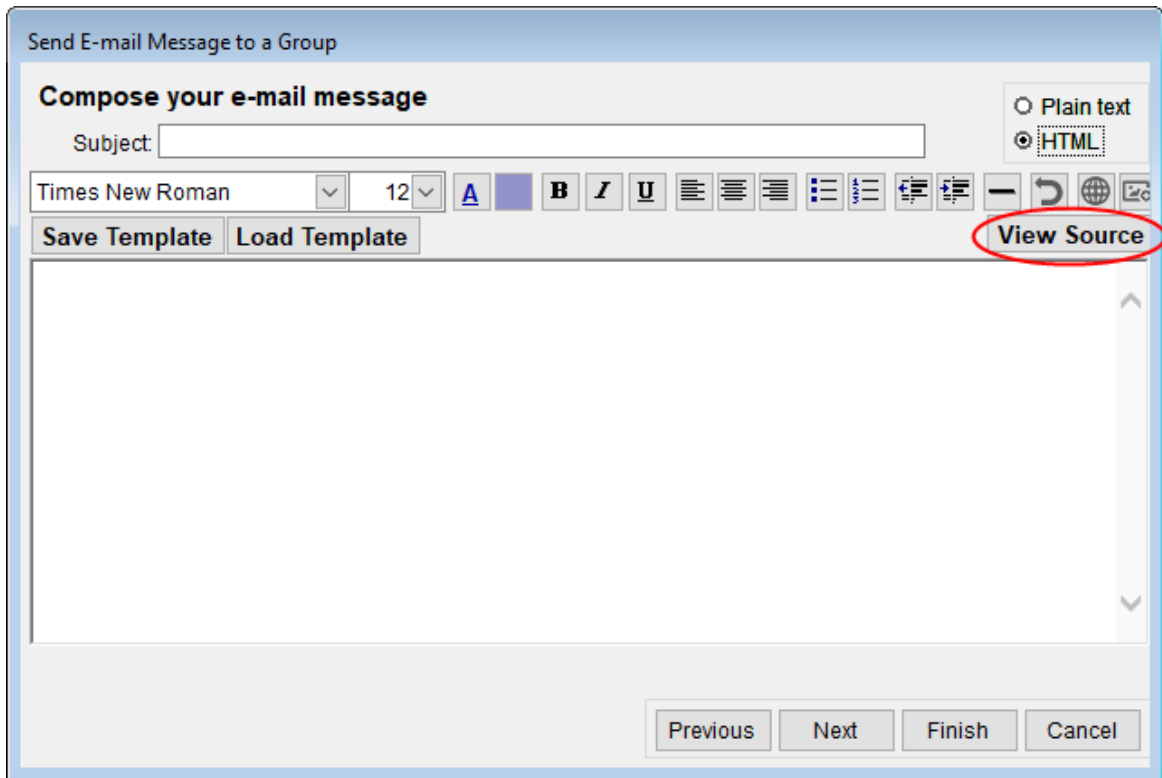 Send E-mail Message to a Group
Compose your e-mail message
Plain text
Subject:
HTML
Times New Roman 12 A B I U
Save Template Load Template View Source
Previous Next Finish Cancel